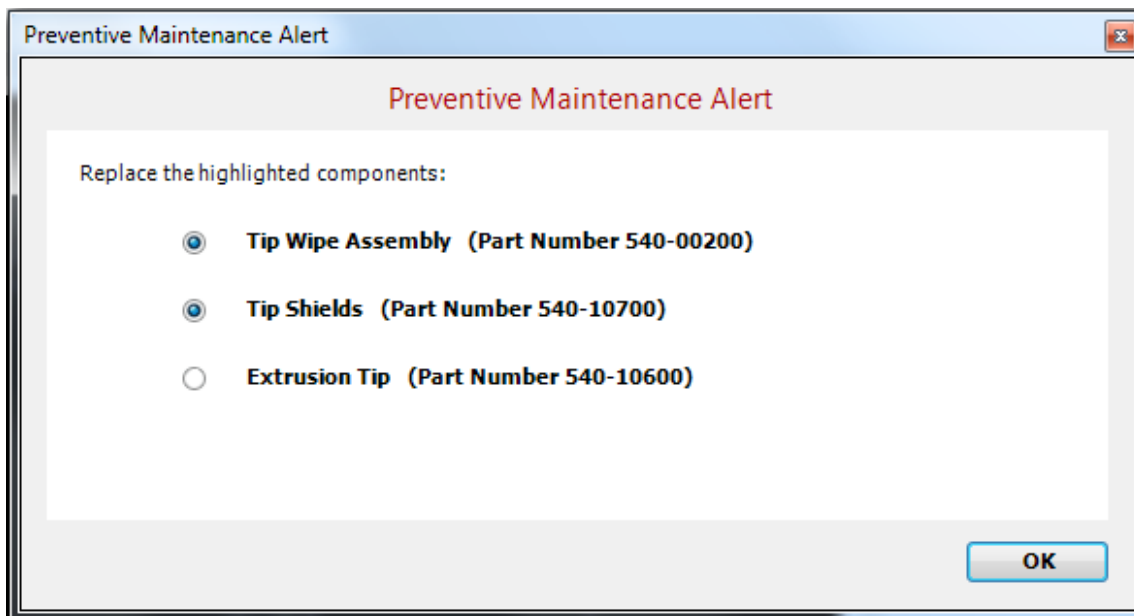 Preventive Maintenance Alert
Preventive Maintenance Alert
Replace the highlighted components:
Tip Wipe Assembly (Part Number 540-00200)
Tip Shields (Part Number 540-10700)
Extrusion Tip (Part Number 540-10600)
OK